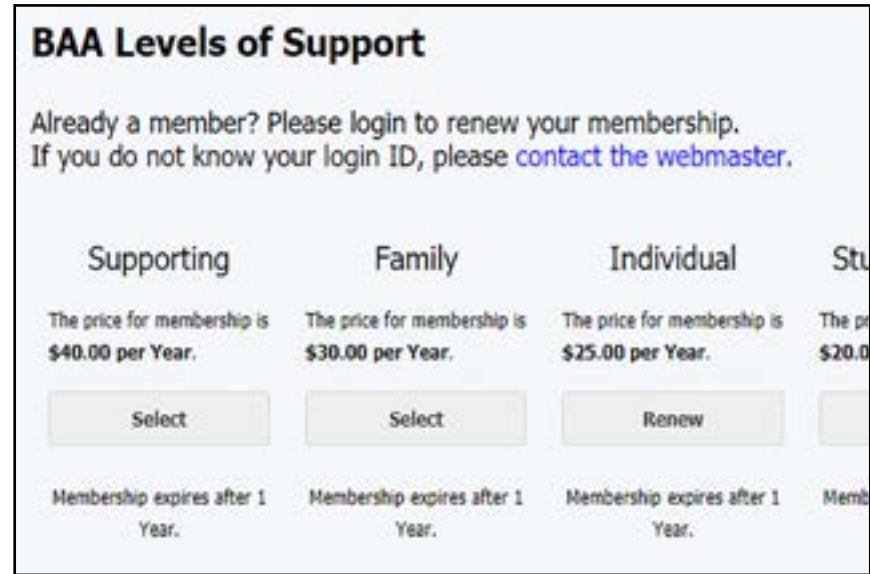 BAA Levels of Support
Already a member? Please login to renew your membership.
If you do not know your login ID, please contact the webmaster.
Supporting
The price for membership is
$40.00 per Year.
Select
Membership expires after 1
Year.
Family
The price for membership is
$30.00 per Year.
Select
Membership expires after 1
Year.
Individual
The price for membership is
$25.00 per Year.
Renew
Membership expires after 1
Year.
The